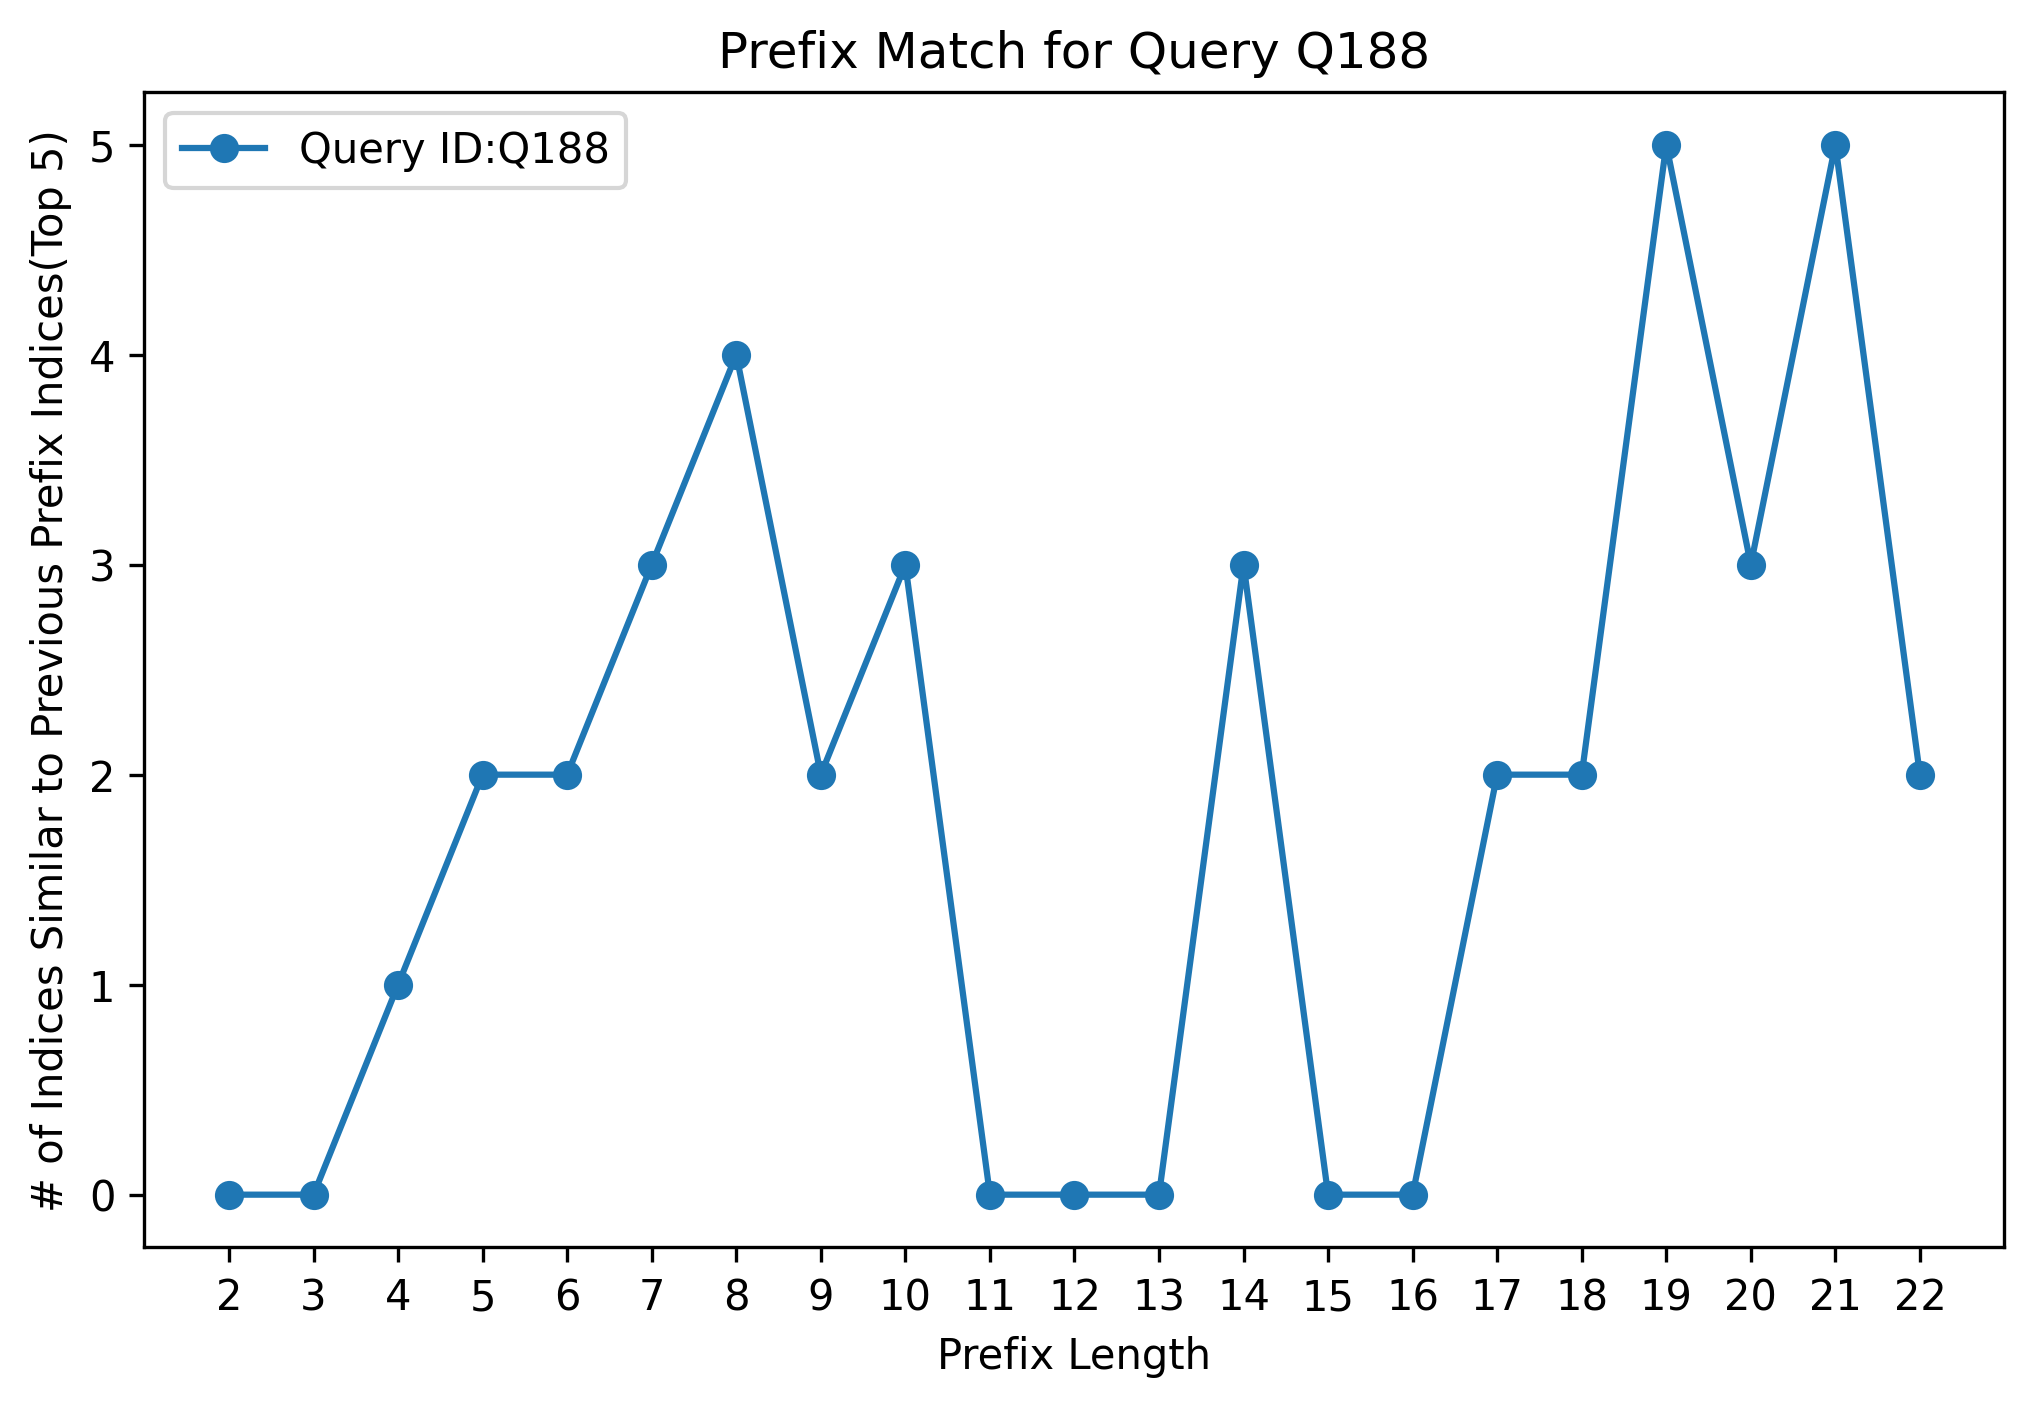 Prefix Match for Query Q188
Query ID:Q188
# of Indices Similar to Previous Prefix Indices(Top 5)
5
4
3
2
1
0
2 3 4 5 6 7 8 9 10 11 12 13 14 15 16 17 18 19 20 21 22
Prefix Length